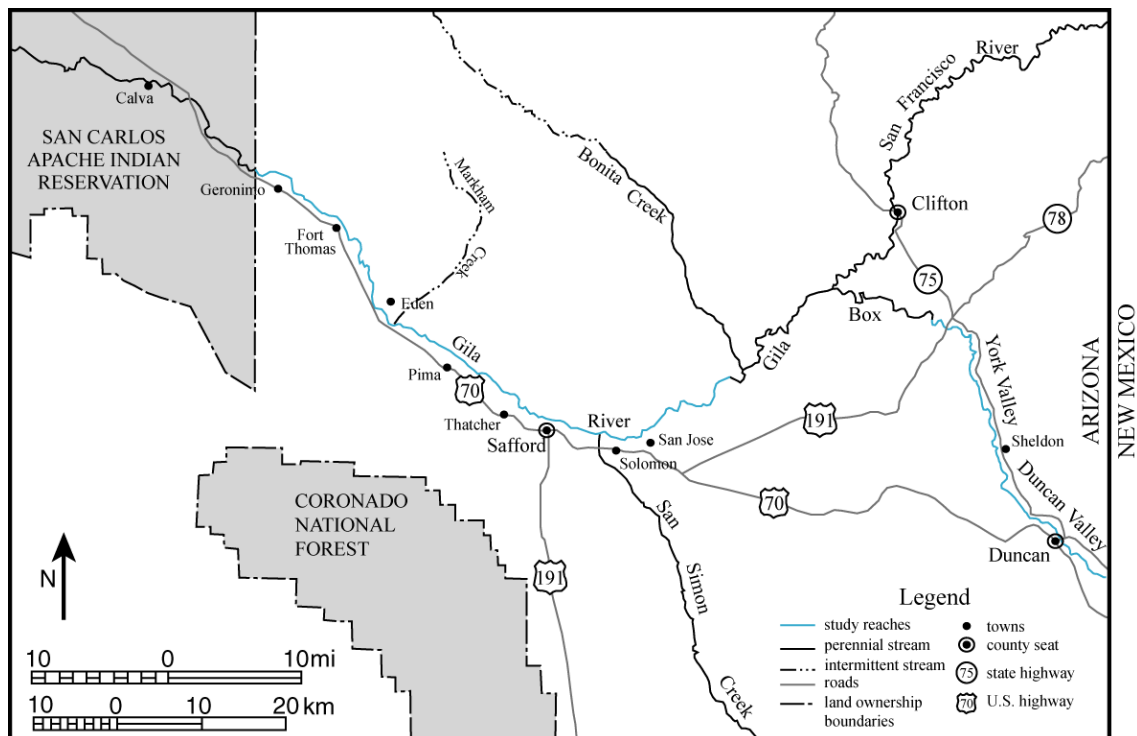 San Francisco
River
Calva
SAN CARLOS
APACHE INDIAN
RESERVATION
Markham
Creek
Bonita Creek
Clifton
78
Geronimo
Fort
Thomas
75
Eden
Box
Gila
York Valley
ARIZONA
NEW MEXICO
Gila
Pima
70
Thatcher
Safford
River
San Jose
Solomon
191
Sheldon
Duncan Valley
70
CORONADO
NATIONAL
FOREST
San
Simon
Creek
Duncan
N
191
10 0 10 mi
10 0 10 20 km
Legend
study reaches
perennial stream
intermittent stream
roads
land ownership
boundaries
towns
county seat
75 state highway
70 U.S. highway